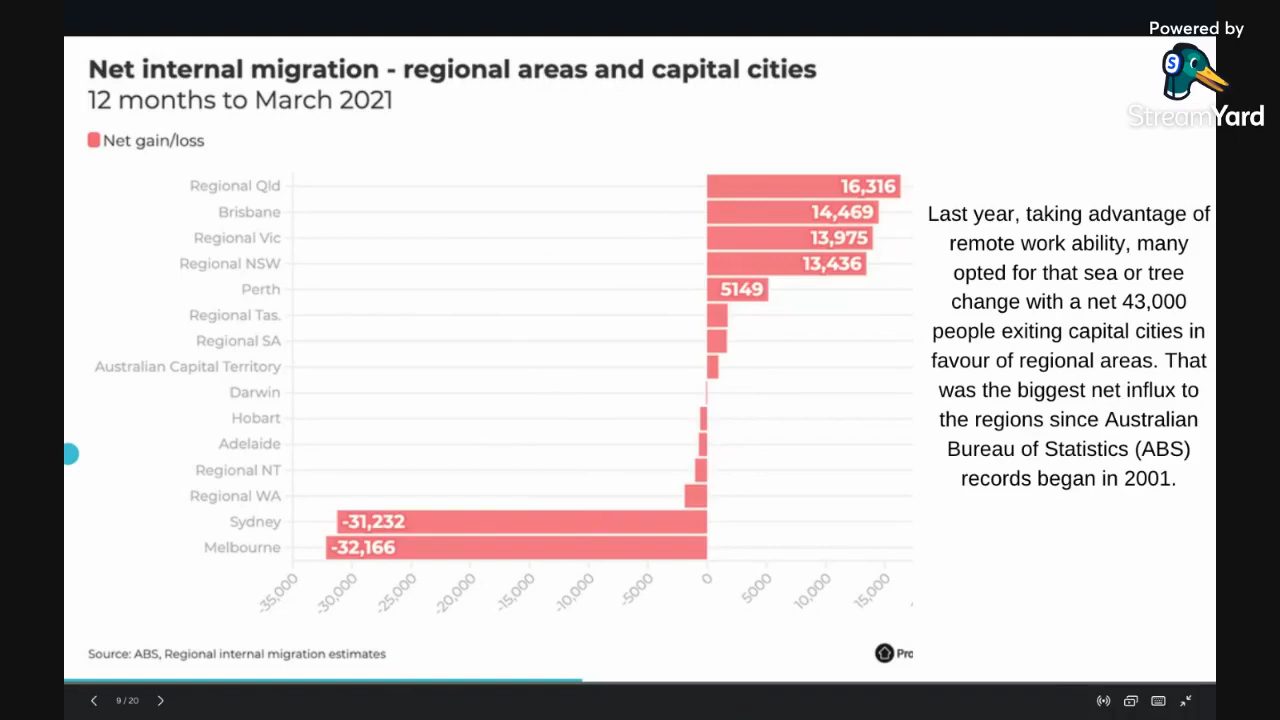 Powered by
StreamYard
Net internal migration - regional areas and capital cities
12 months to March 2021
Net gain/loss
Regional Qld 16,316
Brisbane 14,469
Regional Vic 13,975
Regional NSW 13,436
Perth 5149
Regional Tas.
Regional SA
Australian Capital Territory
Darwin
Hobart
Adelaide
Regional NT
Regional WA
Sydney -31,232
Melbourne -32,166
-35,000 -30,000 -25,000 -20,000 -15,000 -10,000 -5000 0 5000 10,000 15,000
Last year, taking advantage of
remote work ability, many
opted for that sea or tree
change with a net 43,000
people exiting capital cities in
favour of regional areas. That
was the biggest net influx to
the regions since Australian
Bureau of Statistics (ABS)
records began in 2001.
Source: ABS, Regional internal migration estimates
9 / 20